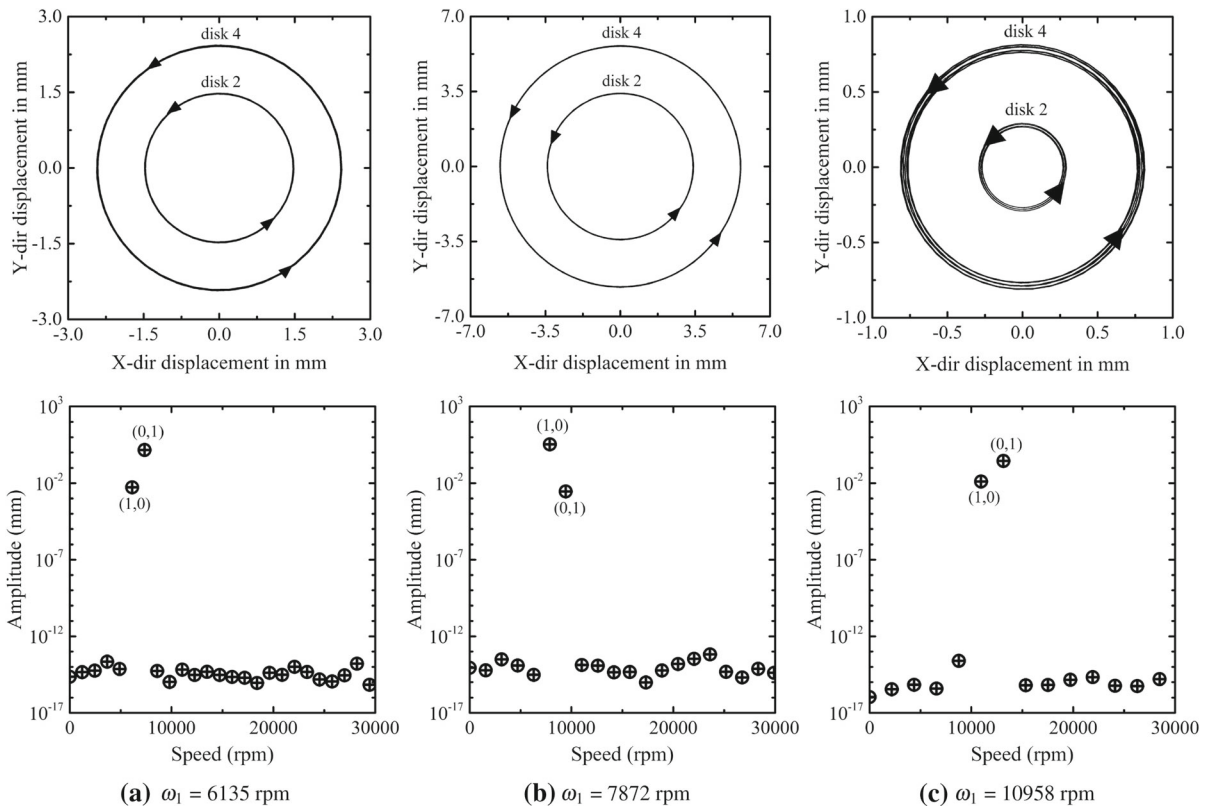 3.0
1.5
0.0
-1.5
-3.0
-3.0 -1.5 0.0 1.5 3.0
Y-dir displacement in mm
X-dir displacement in mm
disk 4
disk 2
7.0
3.5
0.0
-3.5
-7.0
-7.0 -3.5 0.0 3.5 7.0
Y-dir displacement in mm
X-dir displacement in mm
disk 4
disk 2
1.0
0.5
0.0
-0.5
-1.0
-1.0 -0.5 0.0 0.5 1.0
Y-dir displacement in mm
X-dir displacement in mm
disk 4
disk 2
10³
10⁻²
10⁻⁷
10⁻¹²
10⁻¹⁷
0 10000 20000 30000
Amplitude (mm)
Speed (rpm)
(0,1)
(1,0)
(a) ω₁ = 6135 rpm
10³
10⁻²
10⁻⁷
10⁻¹²
10⁻¹⁷
0 10000 20000 30000
Amplitude (mm)
Speed (rpm)
(1,0)
(0,1)
(b) ω₁ = 7872 rpm
10³
10⁻²
10⁻⁷
10⁻¹²
10⁻¹⁷
0 10000 20000 30000
Amplitude (mm)
Speed (rpm)
(0,1)
(1,0)
(c) ω₁ = 10958 rpm